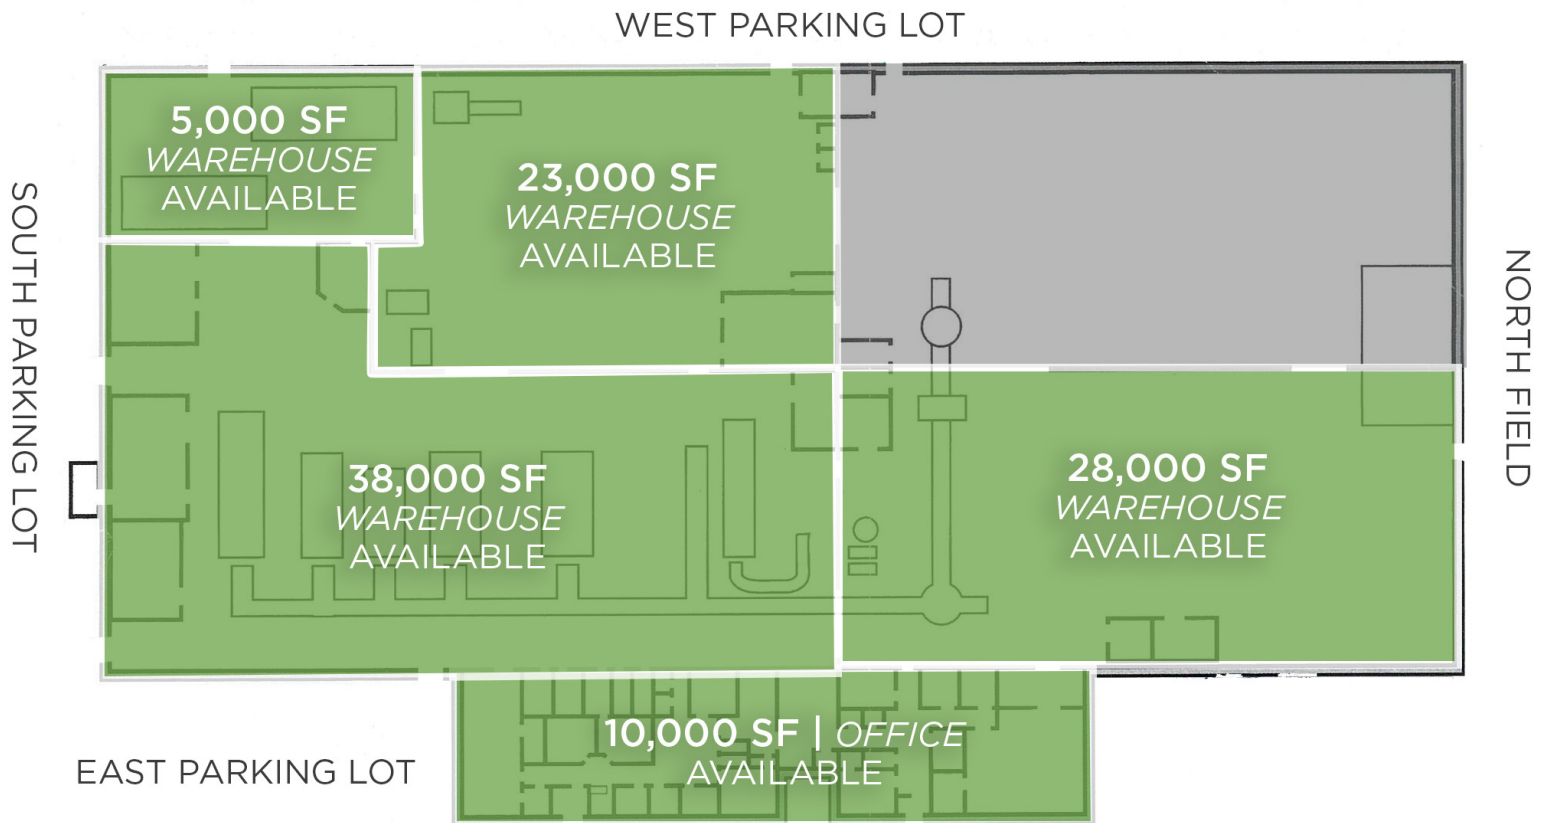 WEST PARKING LOT
5,000 SF
WAREHOUSE
AVAILABLE
23,000 SF
WAREHOUSE
AVAILABLE
SOUTH PARKING LOT
NORTH FIELD
38,000 SF
WAREHOUSE
AVAILABLE
28,000 SF
WAREHOUSE
AVAILABLE
10,000 SF | OFFICE
AVAILABLE
EAST PARKING LOT